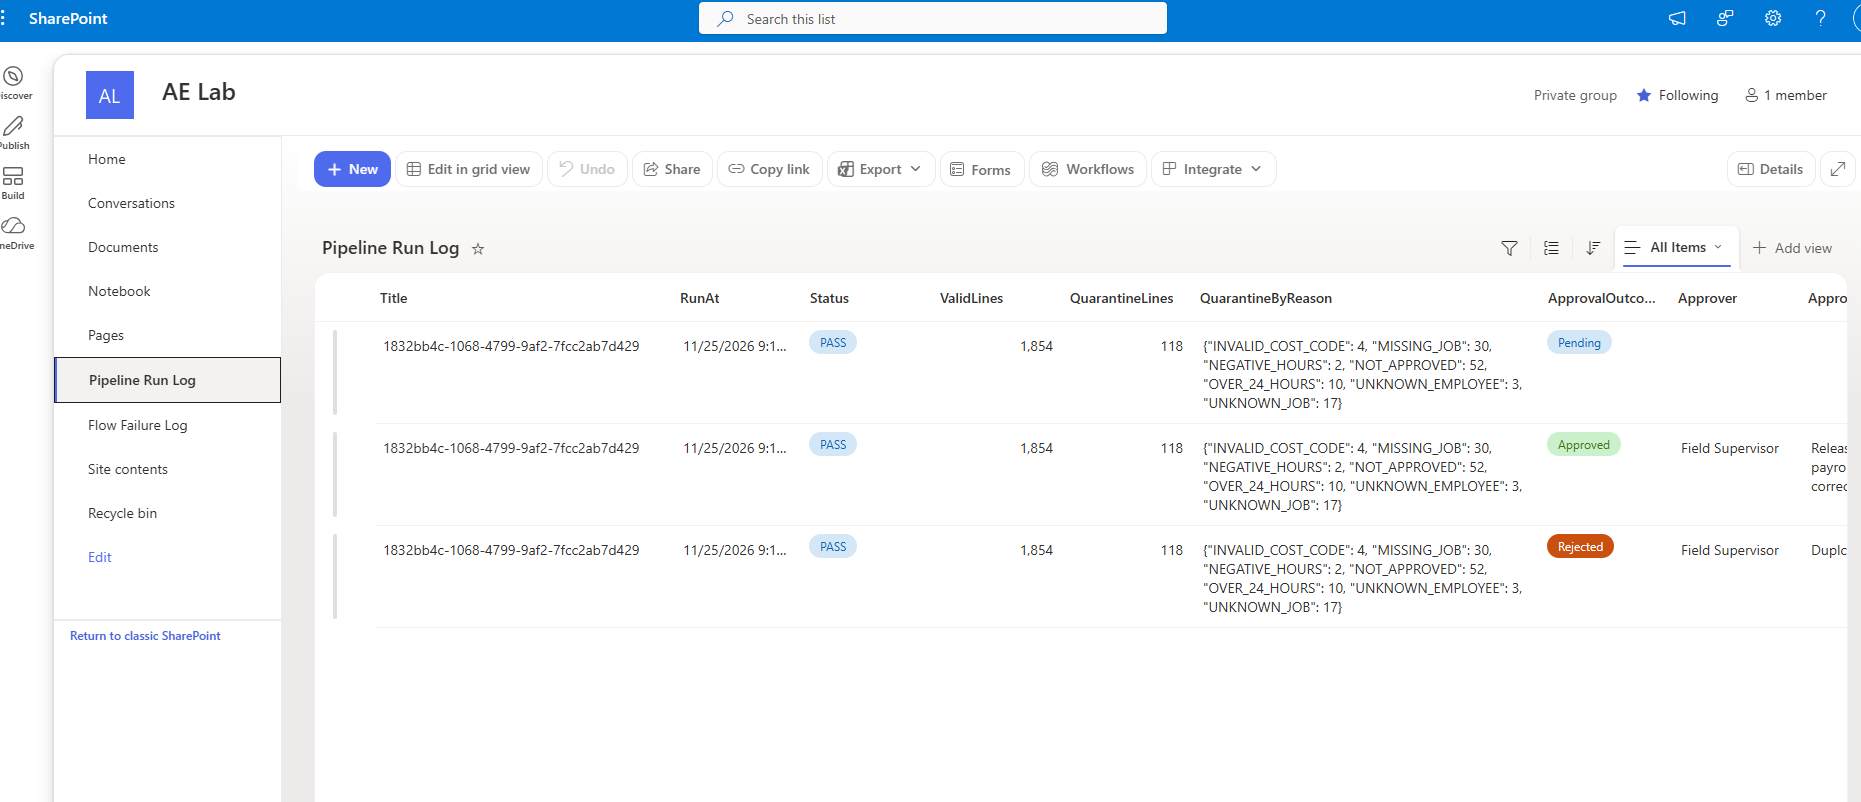 SharePoint
Search this list
AL
AE Lab
Private group
Following
1 member
Publish
Build
Home
Conversations
Documents
Notebook
Pages
Pipeline Run Log
Flow Failure Log
Site contents
Recycle bin
Edit
Return to classic SharePoint
New
Edit in grid view
Undo
Share
Copy link
Export
Forms
Workflows
Integrate
Details
Pipeline Run Log
All Items
Add view
Title RunAt Status ValidLines QuarantineLines QuarantineByReason ApprovalOutco... Approver Appro
1832bb4c-1068-4799-9af2-7fcc2ab7d429 11/25/2026 9:1... PASS 1,854 118 {"INVALID_COST_CODE": 4, "MISSING_JOB": 30, Pending
"NEGATIVE_HOURS": 2, "NOT_APPROVED": 52,
"OVER_24_HOURS": 10, "UNKNOWN_EMPLOYEE": 3,
"UNKNOWN_JOB": 17}
1832bb4c-1068-4799-9af2-7fcc2ab7d429 11/25/2026 9:1... PASS 1,854 118 {"INVALID_COST_CODE": 4, "MISSING_JOB": 30, Approved Field Supervisor Releas
"NEGATIVE_HOURS": 2, "NOT_APPROVED": 52, payro
"OVER_24_HOURS": 10, "UNKNOWN_EMPLOYEE": 3, correc
"UNKNOWN_JOB": 17}
1832bb4c-1068-4799-9af2-7fcc2ab7d429 11/25/2026 9:1... PASS 1,854 118 {"INVALID_COST_CODE": 4, "MISSING_JOB": 30, Rejected Field Supervisor Duplc
"NEGATIVE_HOURS": 2, "NOT_APPROVED": 52,
"OVER_24_HOURS": 10, "UNKNOWN_EMPLOYEE": 3,
"UNKNOWN_JOB": 17}